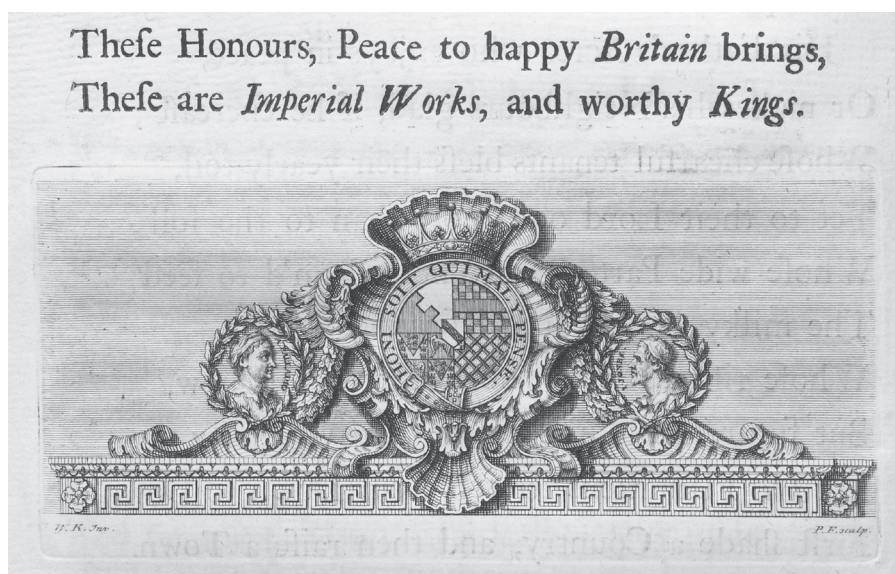 Theſe Honours, Peace to happy Britain brings,
Theſe are Imperial Works, and worthy Kings.
HONI SOIT QUI MAL Y PENSE
W. K. Inv.
P. F. sculp.